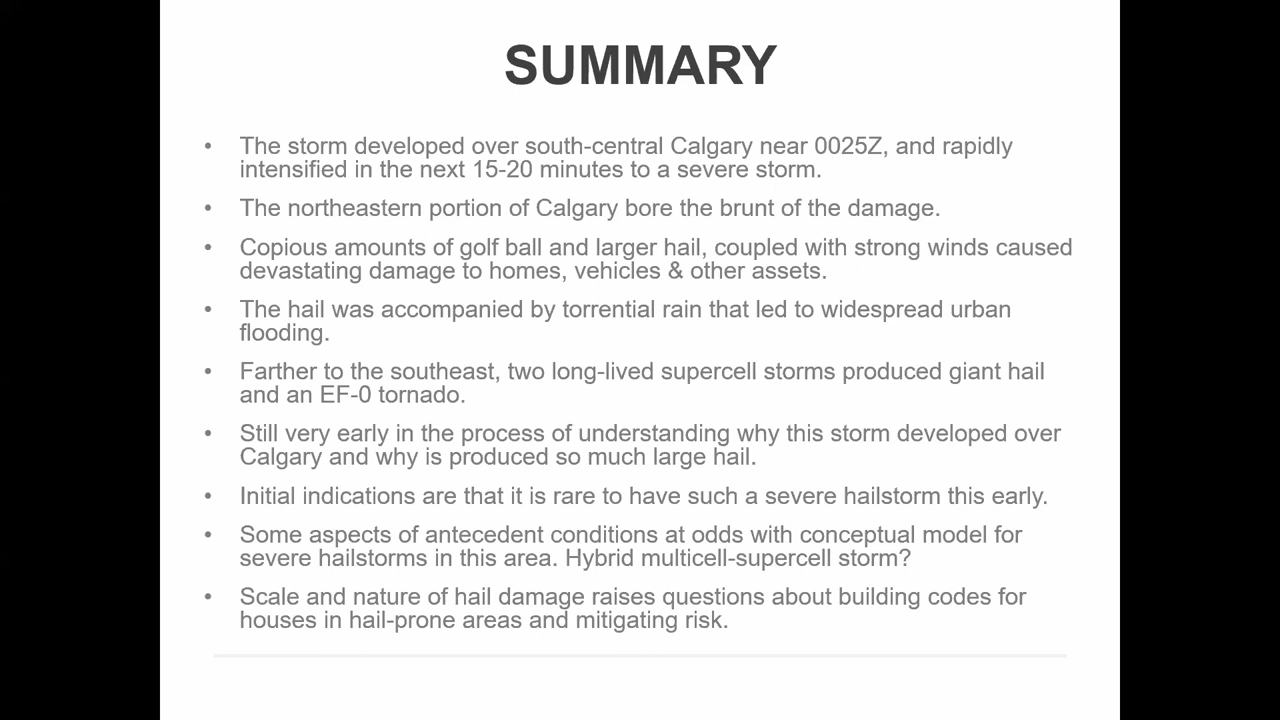 SUMMARY
• The storm developed over south-central Calgary near 0025Z, and rapidly
intensified in the next 15-20 minutes to a severe storm.
• The northeastern portion of Calgary bore the brunt of the damage.
• Copious amounts of golf ball and larger hail, coupled with strong winds caused
devastating damage to homes, vehicles & other assets.
• The hail was accompanied by torrential rain that led to widespread urban
flooding.
• Farther to the southeast, two long-lived supercell storms produced giant hail
and an EF-0 tornado.
• Still very early in the process of understanding why this storm developed over
Calgary and why is produced so much large hail.
• Initial indications are that it is rare to have such a severe hailstorm this early.
• Some aspects of antecedent conditions at odds with conceptual model for
severe hailstorms in this area. Hybrid multicell-supercell storm?
• Scale and nature of hail damage raises questions about building codes for
houses in hail-prone areas and mitigating risk.